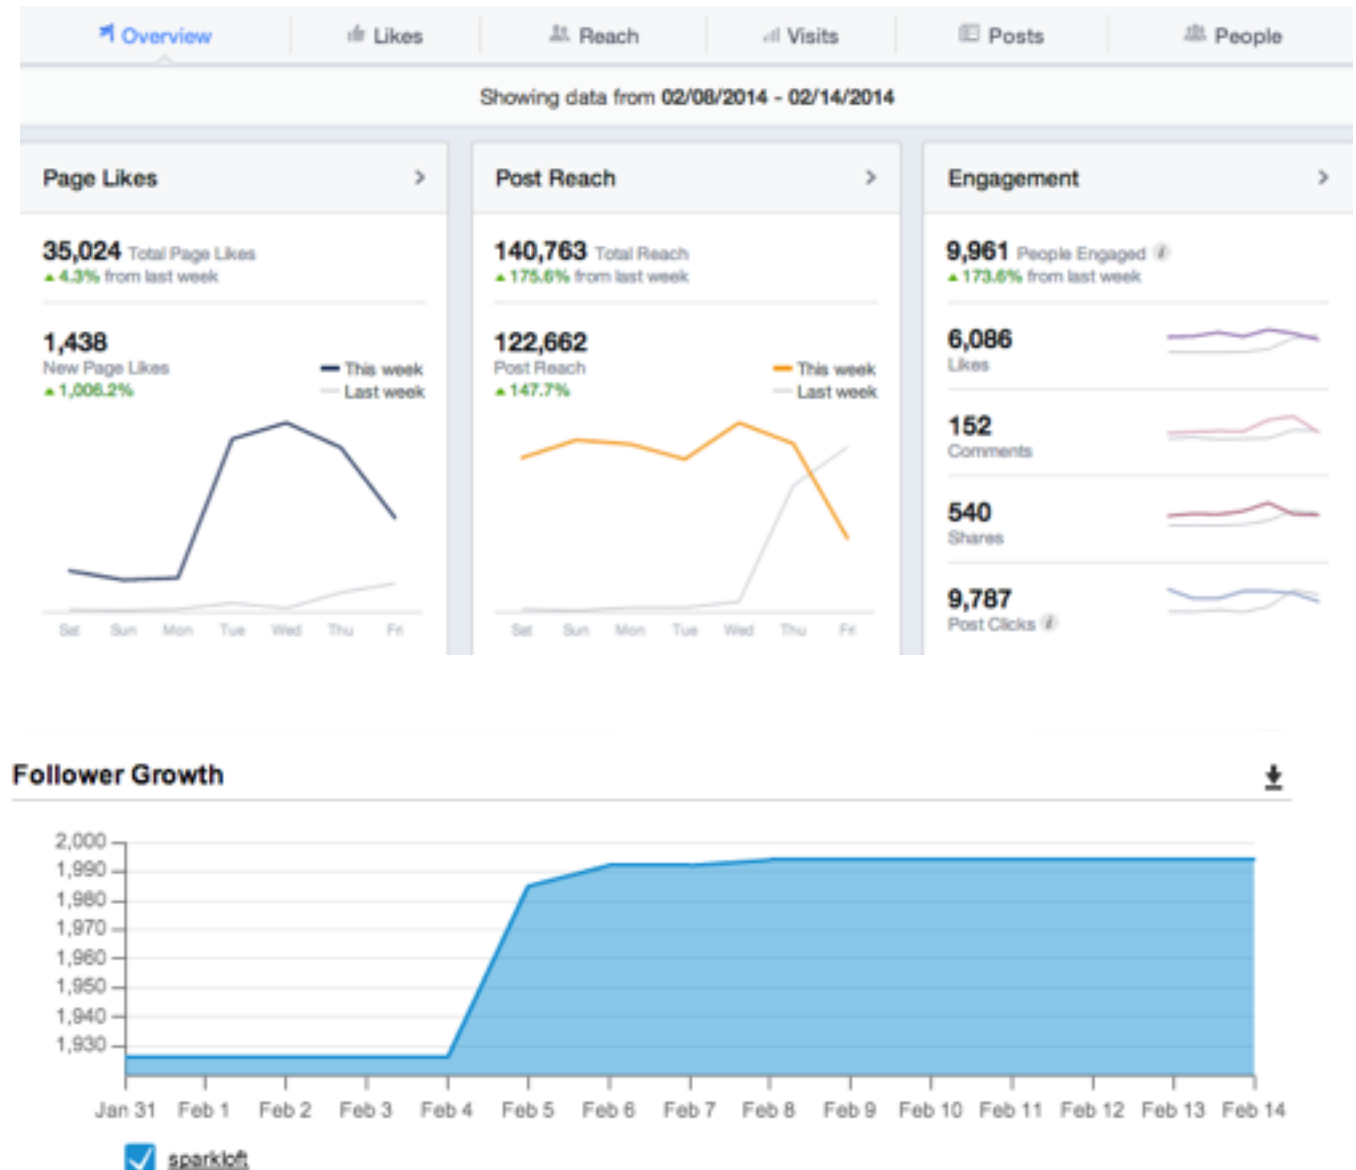 Overview Likes Reach Visits Posts People
Showing data from 02/08/2014 - 02/14/2014
Page Likes
35,024 Total Page Likes
4.3% from last week
1,438
New Page Likes
1,006.2%
This week
Last week
Sat Sun Mon Tue Wed Thu Fri
Post Reach
140,763 Total Reach
175.6% from last week
122,662
Post Reach
147.7%
This week
Last week
Sat Sun Mon Tue Wed Thu Fri
Engagement
9,961 People Engaged i
173.6% from last week
6,086
Likes
152
Comments
540
Shares
9,787
Post Clicks i
Follower Growth
2,000
1,990
1,980
1,970
1,960
1,950
1,940
1,930
Jan 31 Feb 1 Feb 2 Feb 3 Feb 4 Feb 5 Feb 6 Feb 7 Feb 8 Feb 9 Feb 10 Feb 11 Feb 12 Feb 13 Feb 14
sparkloft